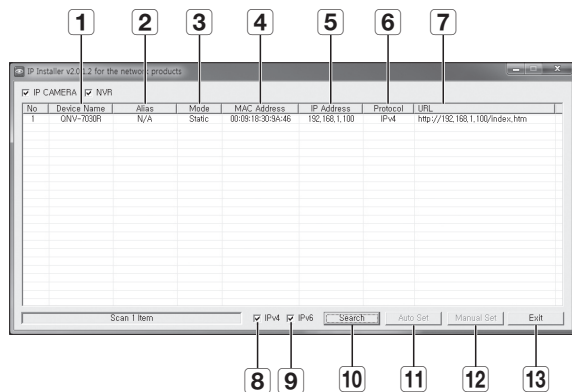 1 2 3 4 5 6 7
IP Installer v2.0.1.2 for the network products
IP CAMERA NVR
No Device Name Alias Mode MAC Address IP Address Protocol URL
1 QNV-7030R N/A Static 00:09:18:30:9A:46 192,168,1,100 IPv4 http://192,168,1,100/index,htm
Scan 1 Item IPv4 IPv6 Search Auto Set Manual Set Exit
8 9 10 11 12 13